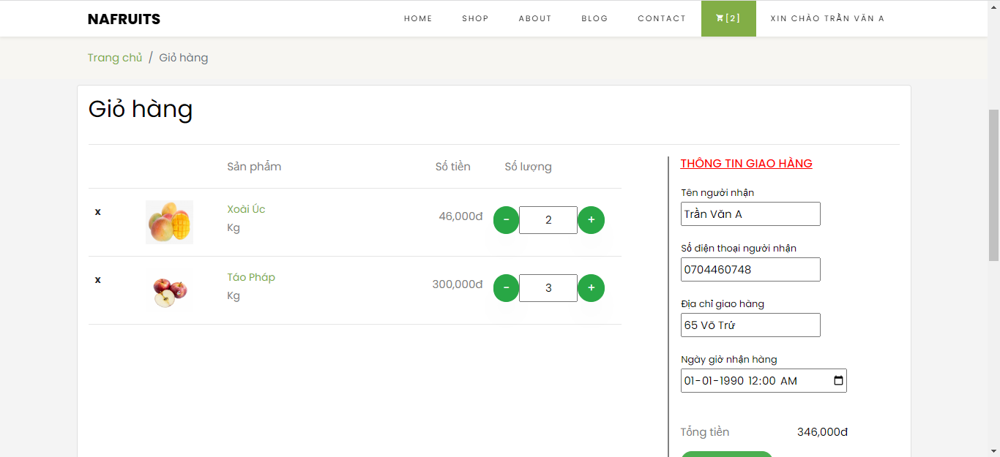 NAFRUITS
HOME SHOP ABOUT BLOG CONTACT [2] XIN CHÀO TRẦN VĂN A
Trang chủ / Giỏ hàng
Giỏ hàng
Sản phẩm Số tiền Số lượng
x Xoài Úc 46,000đ - 2 +
Kg
x Táo Pháp 300,000đ - 3 +
Kg
THÔNG TIN GIAO HÀNG
Tên người nhận
Trần Văn A
Số điện thoại người nhận
0704460748
Địa chỉ giao hàng
65 Võ Trứ
Ngày giờ nhận hàng
01-01-1990 12:00 AM
Tổng tiền 346,000đ